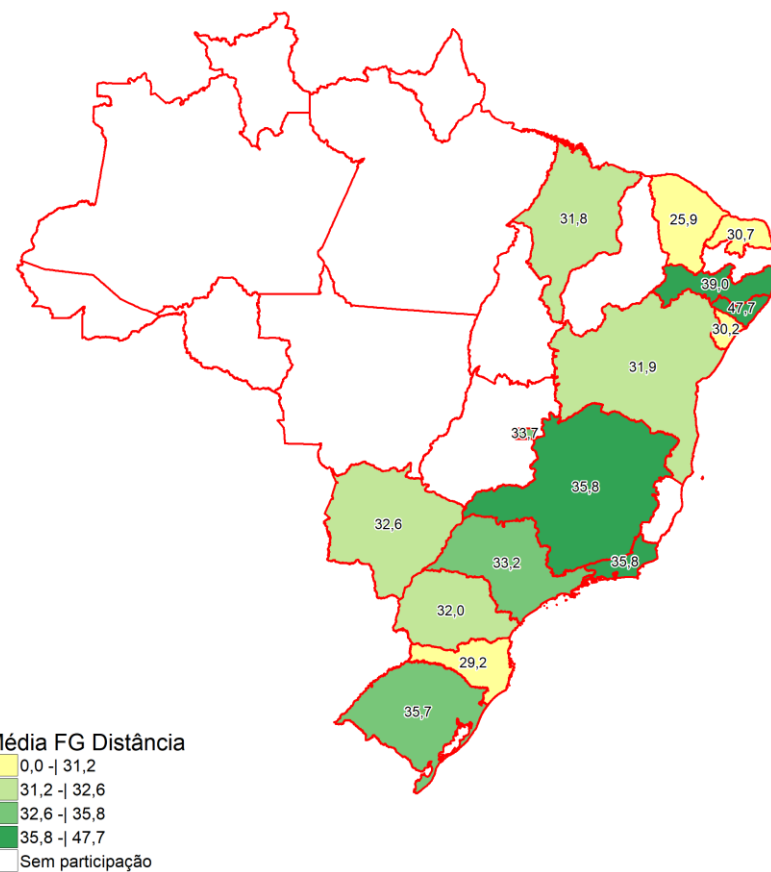 31,8
25,9
30,7
39,0
47,7
30,2
31,9
33,7
35,8
32,6
33,2
35,8
32,0
29,2
35,7
Média FG Distância
0,0 -| 31,2
31,2 -| 32,6
32,6 -| 35,8
35,8 -| 47,7
Sem participação